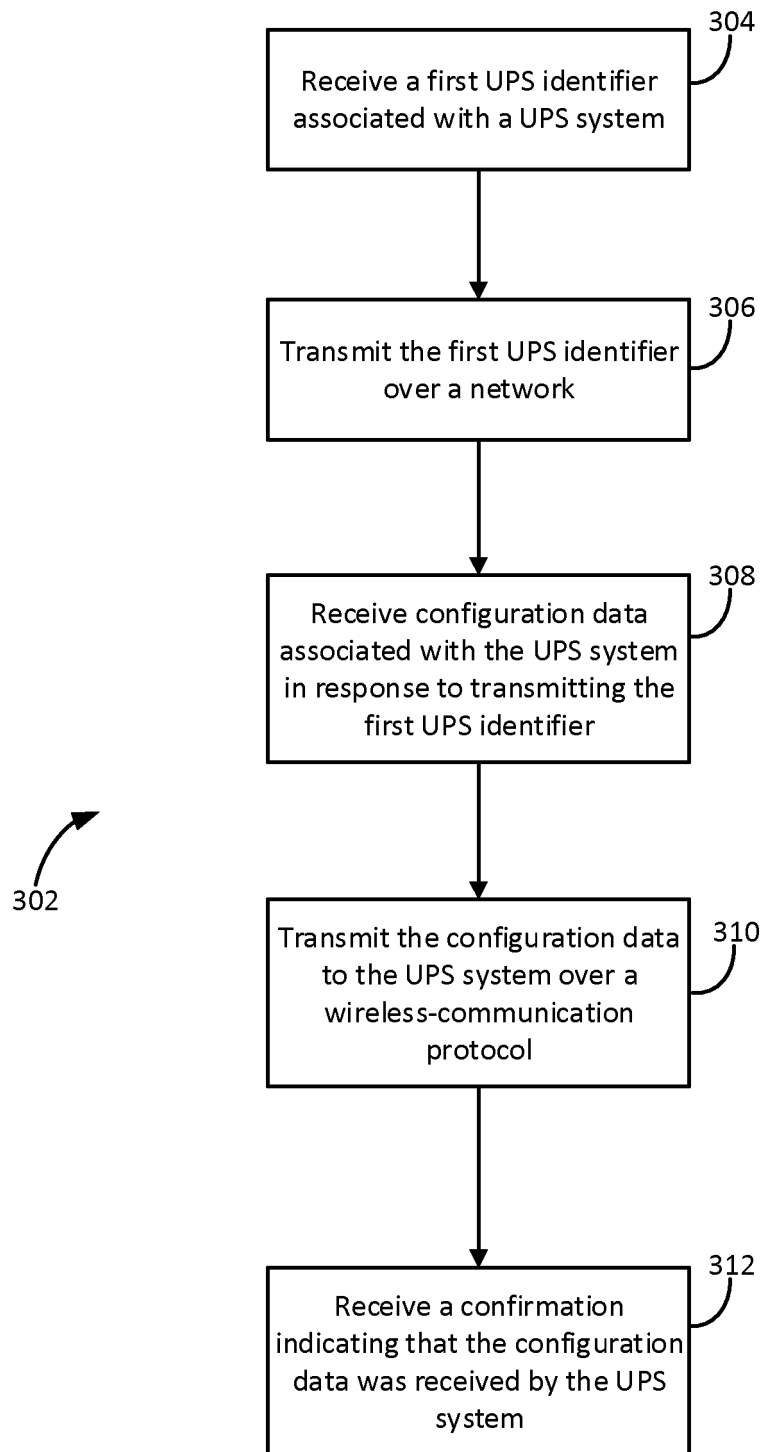 304
Receive a first UPS identifier
associated with a UPS system
306
Transmit the first UPS identifier
over a network
308
Receive configuration data
associated with the UPS system
in response to transmitting the
first UPS identifier
302
310
Transmit the configuration data
to the UPS system over a
wireless-communication
protocol
312
Receive a confirmation
indicating that the configuration
data was received by the UPS
system